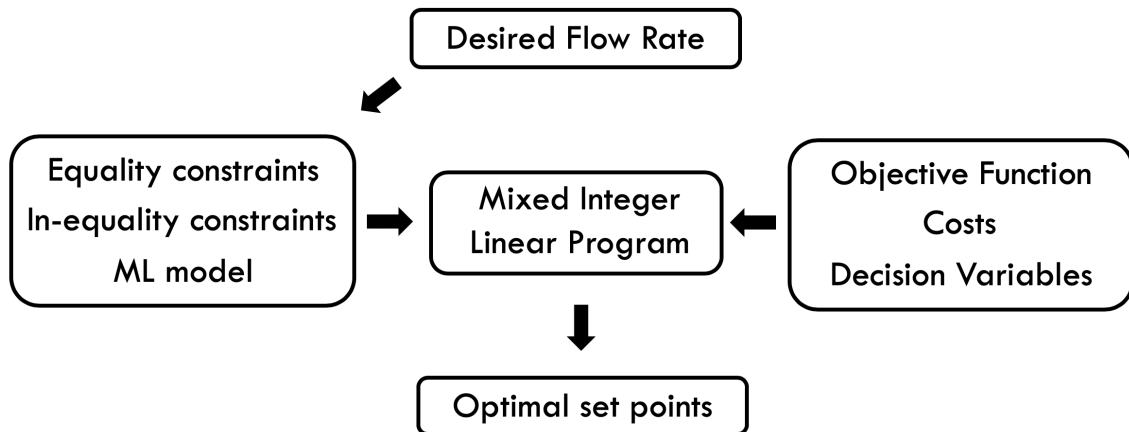 Desired Flow Rate
Equality constraints
In-equality constraints
ML model
Mixed Integer
Linear Program
Objective Function
Costs
Decision Variables
Optimal set points